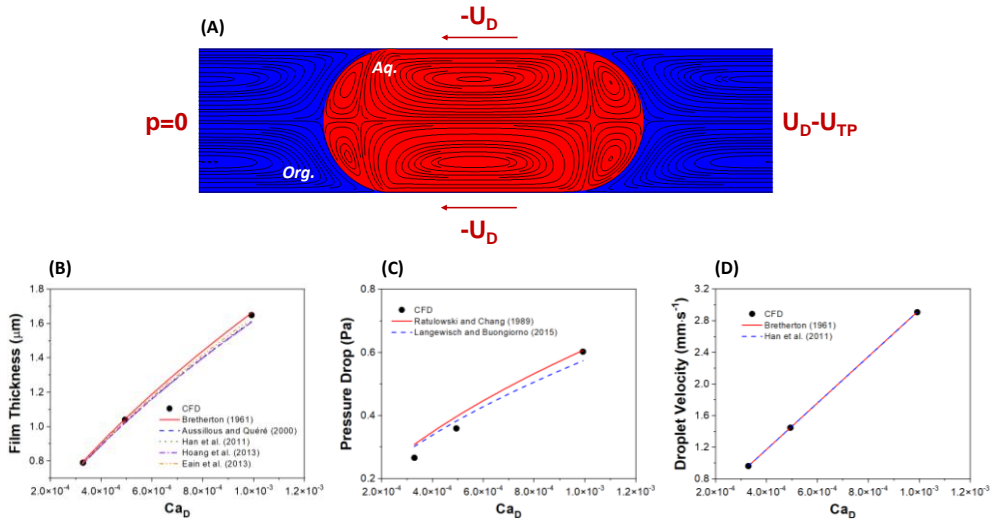 (A)
-U_D
Aq.
p=0
U_D-U_TP
Org.
-U_D
(B)
1.8
1.6
1.4
1.2
1.0
0.8
Film Thickness (μm)
CFD
Bretherton (1961)
Aussillous and Quéré (2000)
Han et al. (2011)
Hoang et al. (2013)
Eain et al. (2013)
2.0×10⁻⁴ 4.0×10⁻⁴ 6.0×10⁻⁴ 8.0×10⁻⁴ 1.0×10⁻³ 1.2×10⁻³
Ca_D
(C)
0.8
0.6
0.4
0.2
Pressure Drop (Pa)
CFD
Ratulowski and Chang (1989)
Langewisch and Buongiorno (2015)
2.0×10⁻⁴ 4.0×10⁻⁴ 6.0×10⁻⁴ 8.0×10⁻⁴ 1.0×10⁻³ 1.2×10⁻³
Ca_D
(D)
3.2
2.8
2.4
2.0
1.6
1.2
0.8
Droplet Velocity (mm·s⁻¹)
CFD
Bretherton (1961)
Han et al. (2011)
2.0×10⁻⁴ 4.0×10⁻⁴ 6.0×10⁻⁴ 8.0×10⁻⁴ 1.0×10⁻³ 1.2×10⁻³
Ca_D